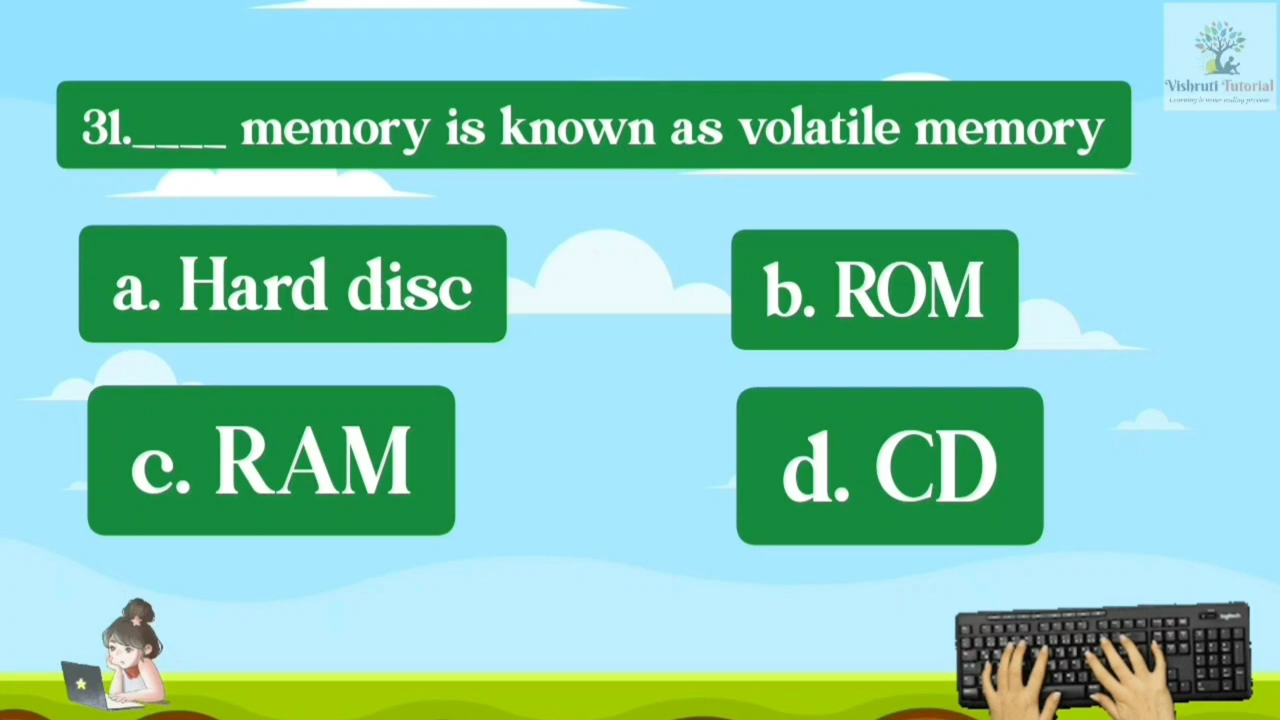 Vishruti Tutorial
31.____ memory is known as volatile memory
a. Hard disc
b. ROM
c. RAM
d. CD